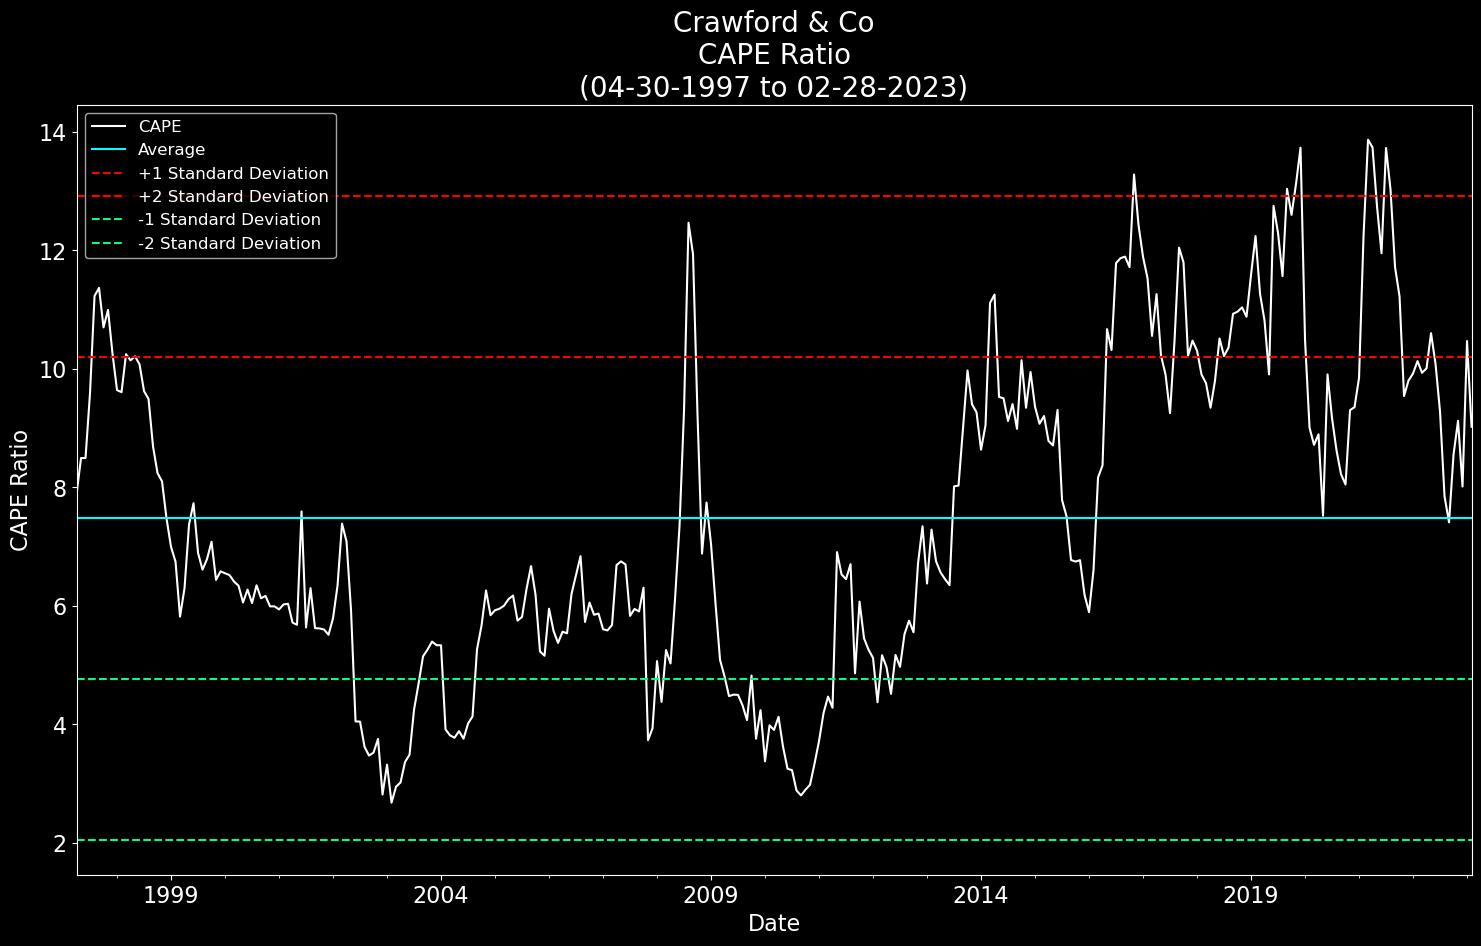 Crawford & Co
CAPE Ratio
(04-30-1997 to 02-28-2023)
CAPE
Average
+1 Standard Deviation
+2 Standard Deviation
-1 Standard Deviation
-2 Standard Deviation
14
12
10
8
6
4
2
CAPE Ratio
1999
2004
2009
2014
2019
Date